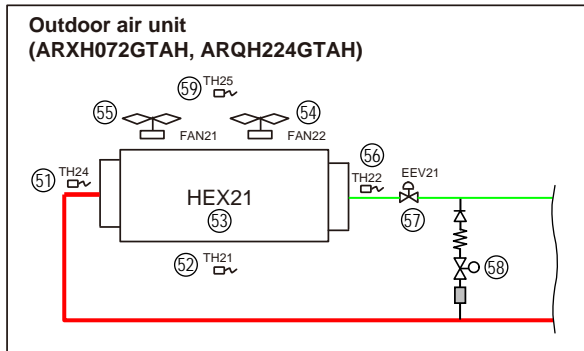 Outdoor air unit
(ARXH072GTAH, ARQH224GTAH)
59 TH25
55 FAN21
54 FAN22
51 TH24
56 TH22
EEV21
57
HEX21
53
52 TH21
58